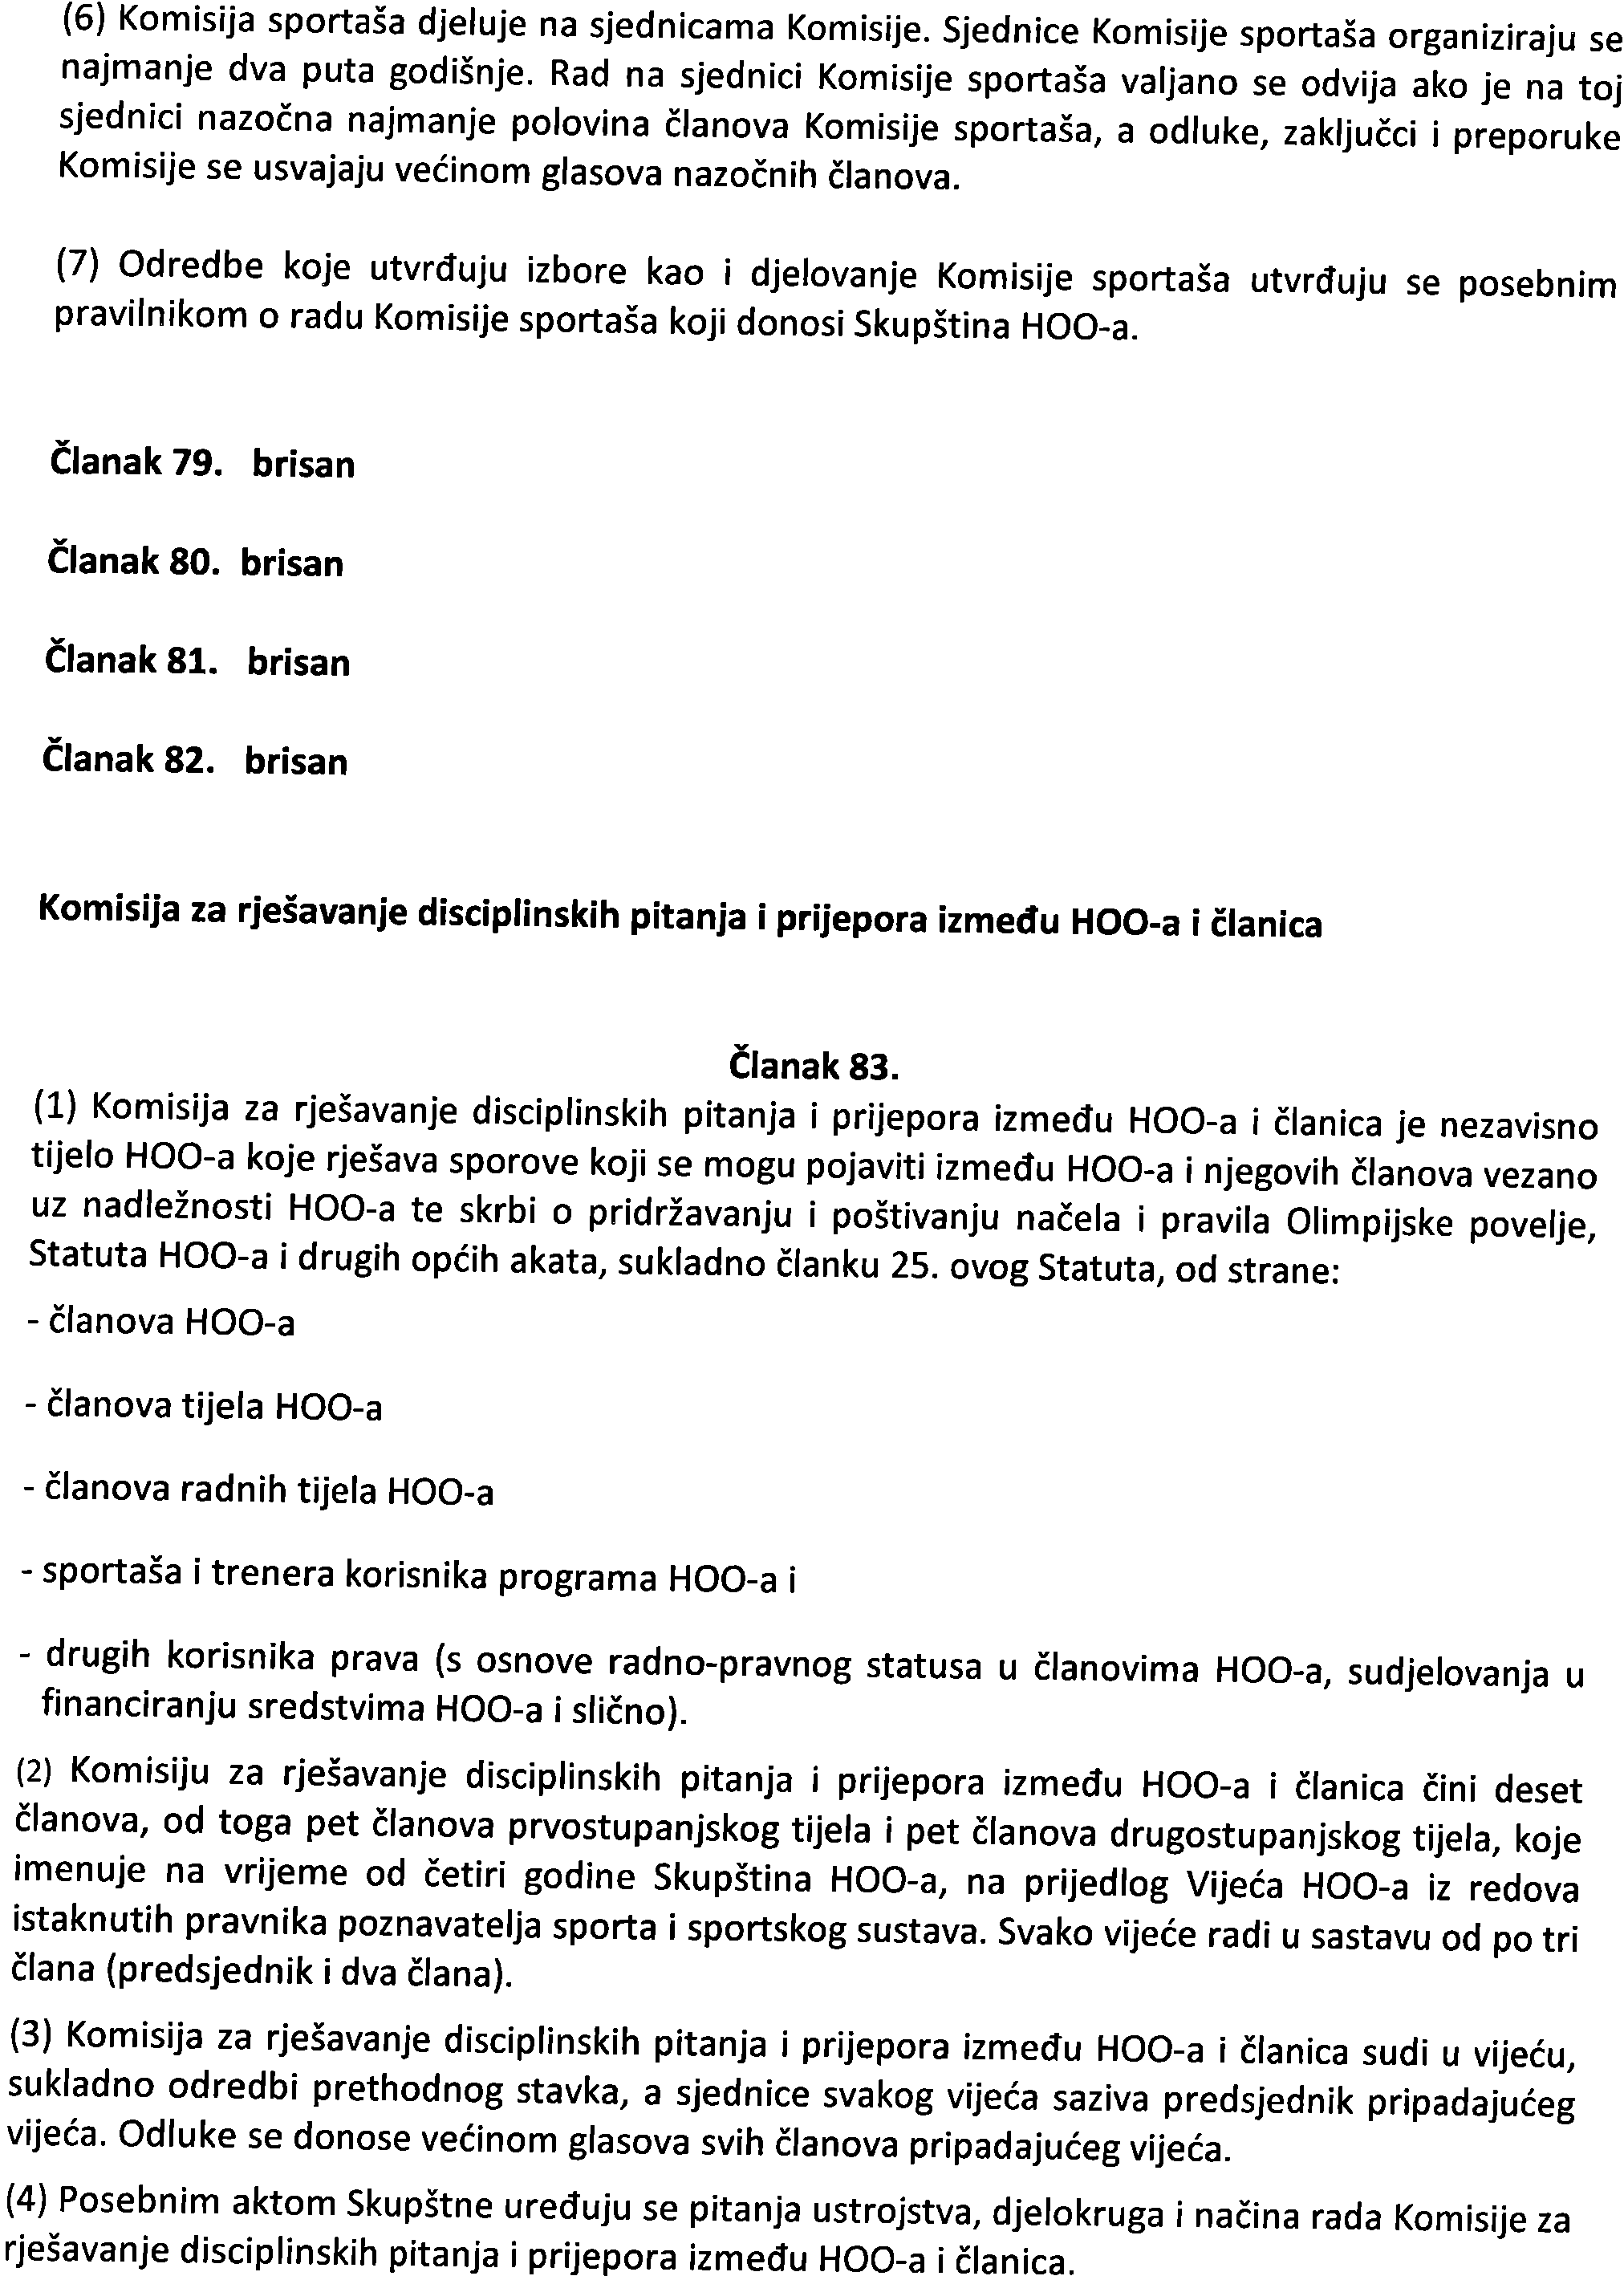 (6) Komisija sportaša djeluje na sjednicama Komisije. Sjednice Komisije sportaša organiziraju se
najmanje dva puta godišnje. Rad na sjednici Komisije sportaša valjano se odvija ako je na toj
sjednici nazočna najmanje polovina članova Komisije sportaša, a odluke, zaključci i preporuke
Komisije se usvajaju većinom glasova nazočnih članova.
(7) Odredbe koje utvrđuju izbore kao i djelovanje Komisije sportaša utvrđuju se posebnim
pravilnikom o radu Komisije sportaša koji donosi Skupština HOO-a.
Članak 79. brisan
Članak 80. brisan
Članak 81. brisan
Članak 82. brisan
Komisija za rješavanje disciplinskih pitanja i prijepora između HOO-a i članica
Članak 83.
(1) Komisija za rješavanje disciplinskih pitanja i prijepora između HOO-a i članica je nezavisno
tijelo HOO-a koje rješava sporove koji se mogu pojaviti između HOO-a i njegovih članova vezano
uz nadležnosti HOO-a te skrbi o pridržavanju i poštivanju načela i pravila Olimpijske povelje,
Statuta HOO-a i drugih općih akata, sukladno članku 25. ovog Statuta, od strane:
- članova HOO-a
- članova tijela HOO-a
- članova radnih tijela HOO-a
- sportaša i trenera korisnika programa HOO-a i
- drugih korisnika prava (s osnove radno-pravnog statusa u članovima HOO-a, sudjelovanja u
financiranju sredstvima HOO-a i slično).
(2) Komisiju za rješavanje disciplinskih pitanja i prijepora između HOO-a i članica čini deset
članova, od toga pet članova prvostupanjskog tijela i pet članova drugostupanjskog tijela, koje
imenuje na vrijeme od četiri godine Skupština HOO-a, na prijedlog Vijeća HOO-a iz redova
istaknutih pravnika poznavatelja sporta i sportskog sustava. Svako vijeće radi u sastavu od po tri
člana (predsjednik i dva člana).
(3) Komisija za rješavanje disciplinskih pitanja i prijepora između HOO-a i članica sudi u vijeću,
sukladno odredbi prethodnog stavka, a sjednice svakog vijeća saziva predsjednik pripadajućeg
vijeća. Odluke se donose većinom glasova svih članova pripadajućeg vijeća.
(4) Posebnim aktom Skupštne uređuju se pitanja ustrojstva, djelokruga i načina rada Komisije za
rješavanje disciplinskih pitanja i prijepora između HOO-a i članica.